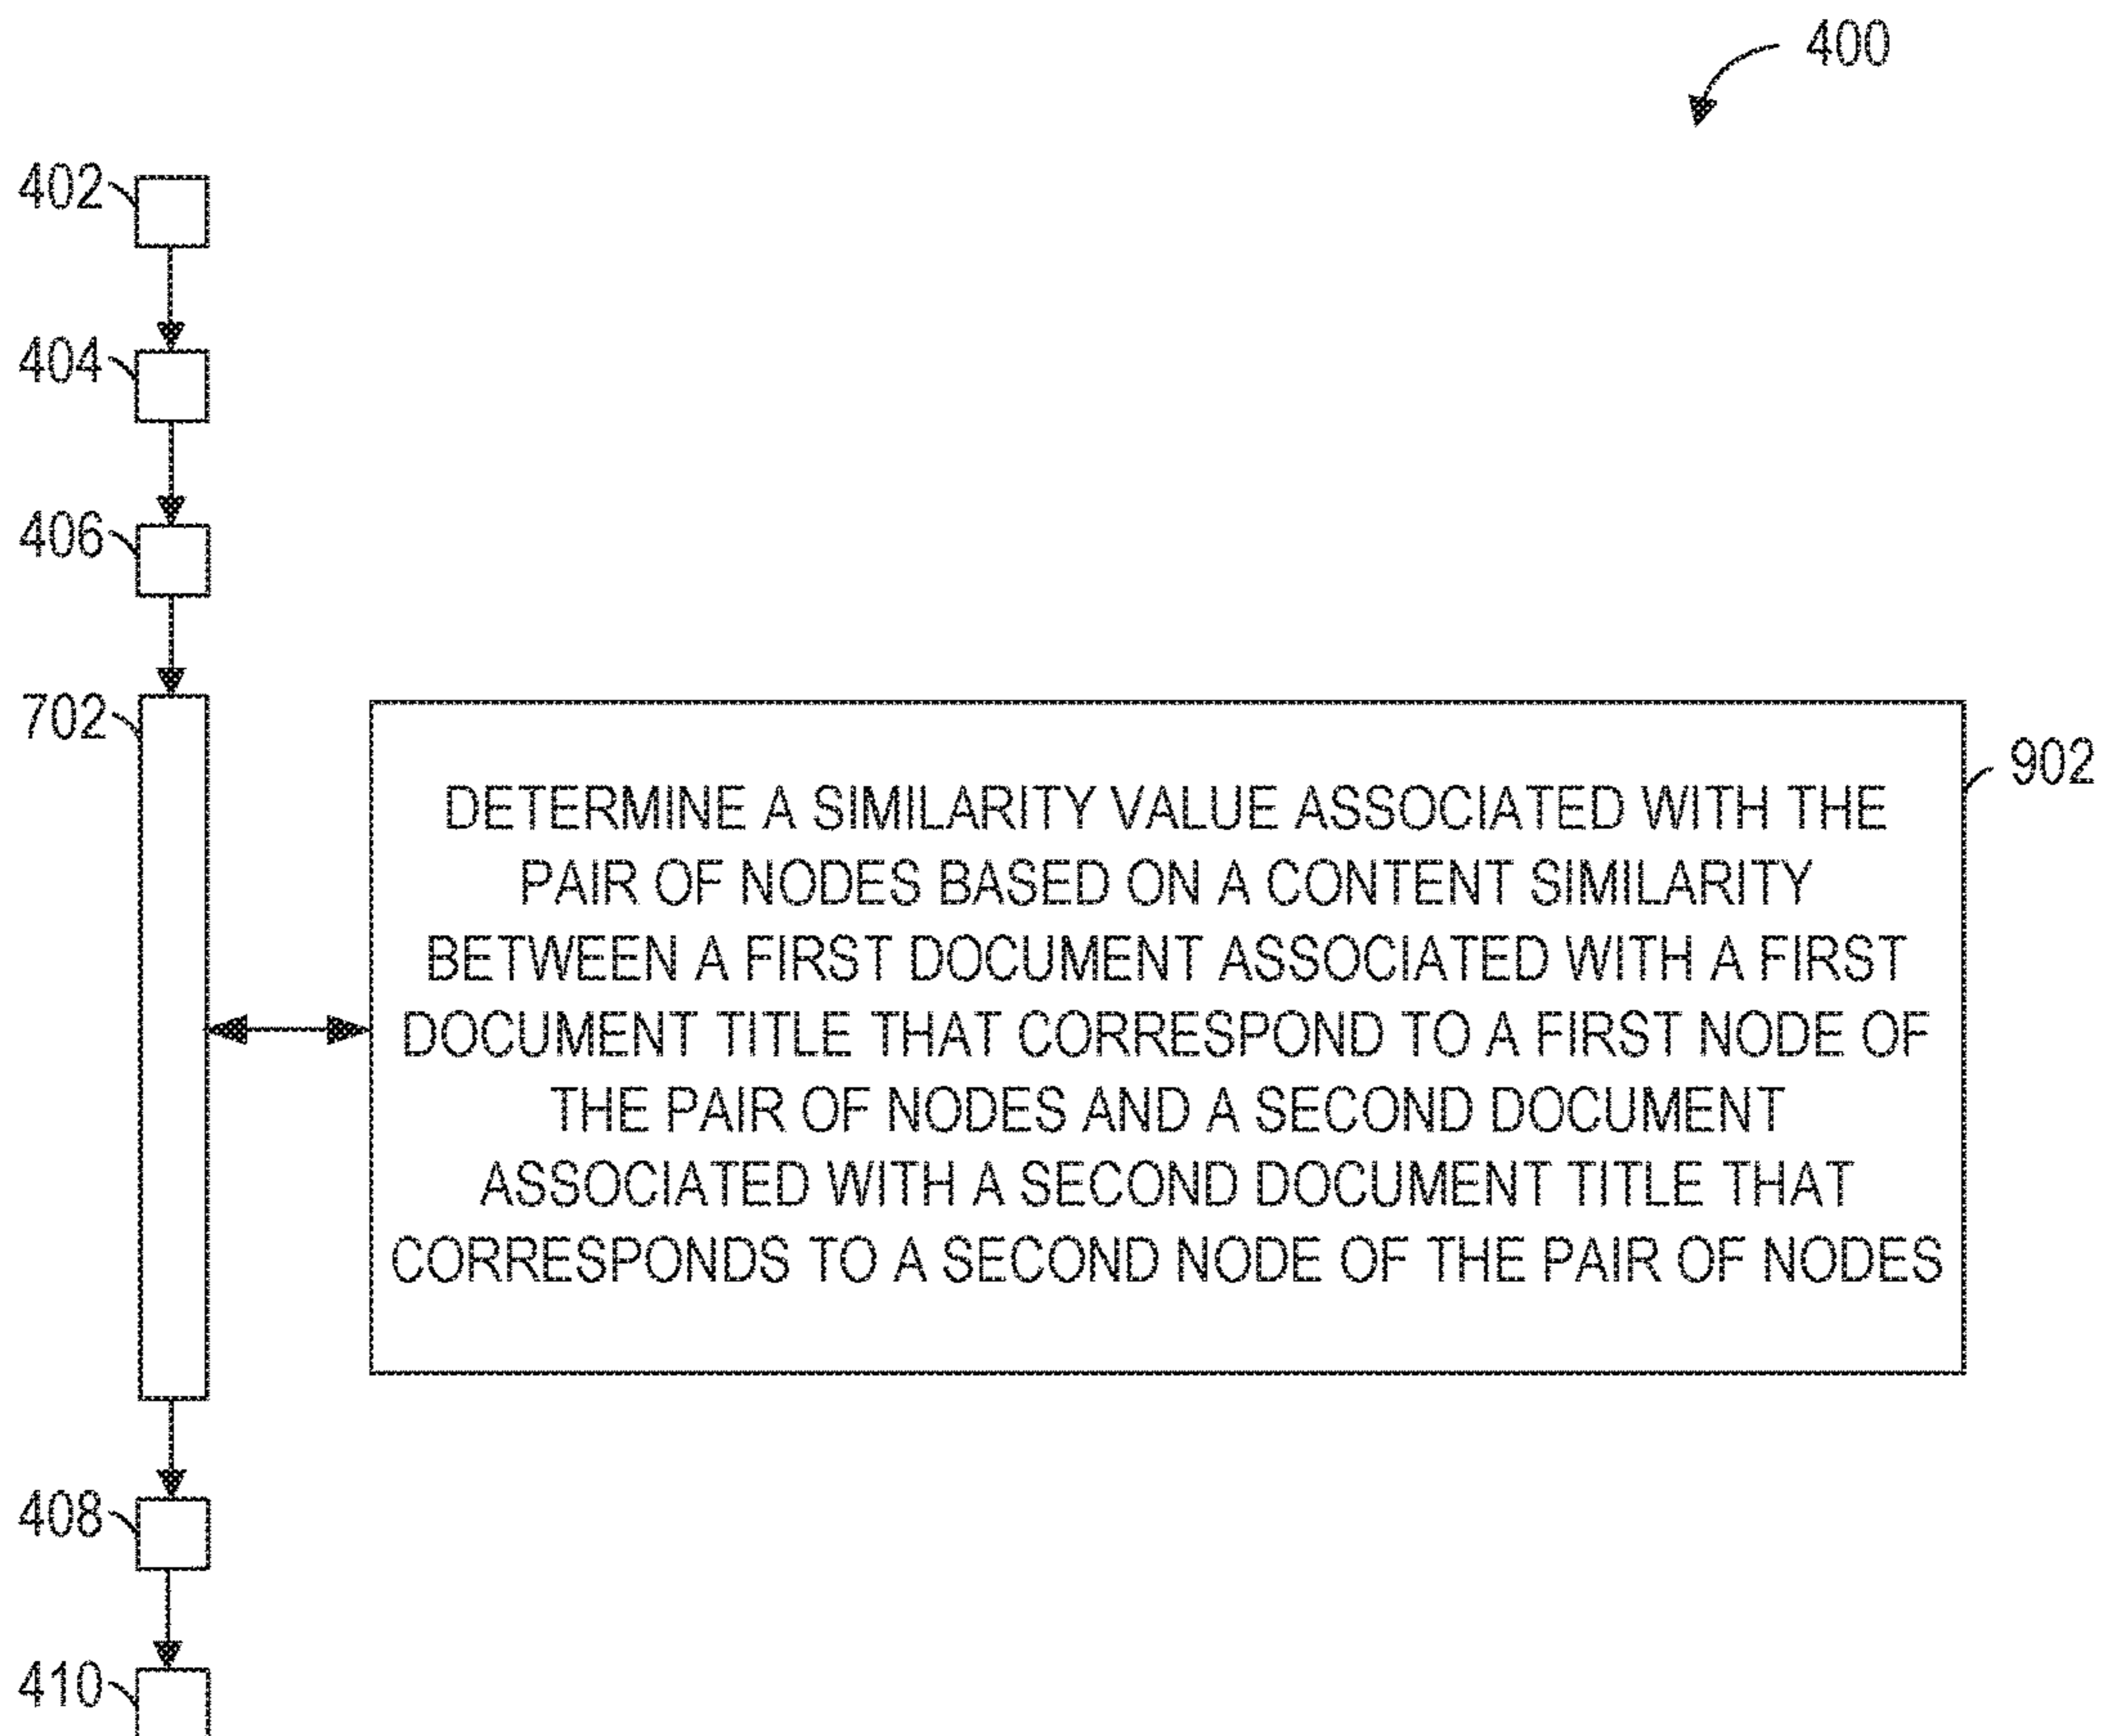 400
402
404
406
702
902
DETERMINE A SIMILARITY VALUE ASSOCIATED WITH THE
PAIR OF NODES BASED ON A CONTENT SIMILARITY
BETWEEN A FIRST DOCUMENT ASSOCIATED WITH A FIRST
DOCUMENT TITLE THAT CORRESPOND TO A FIRST NODE OF
THE PAIR OF NODES AND A SECOND DOCUMENT
ASSOCIATED WITH A SECOND DOCUMENT TITLE THAT
CORRESPONDS TO A SECOND NODE OF THE PAIR OF NODES
408
410